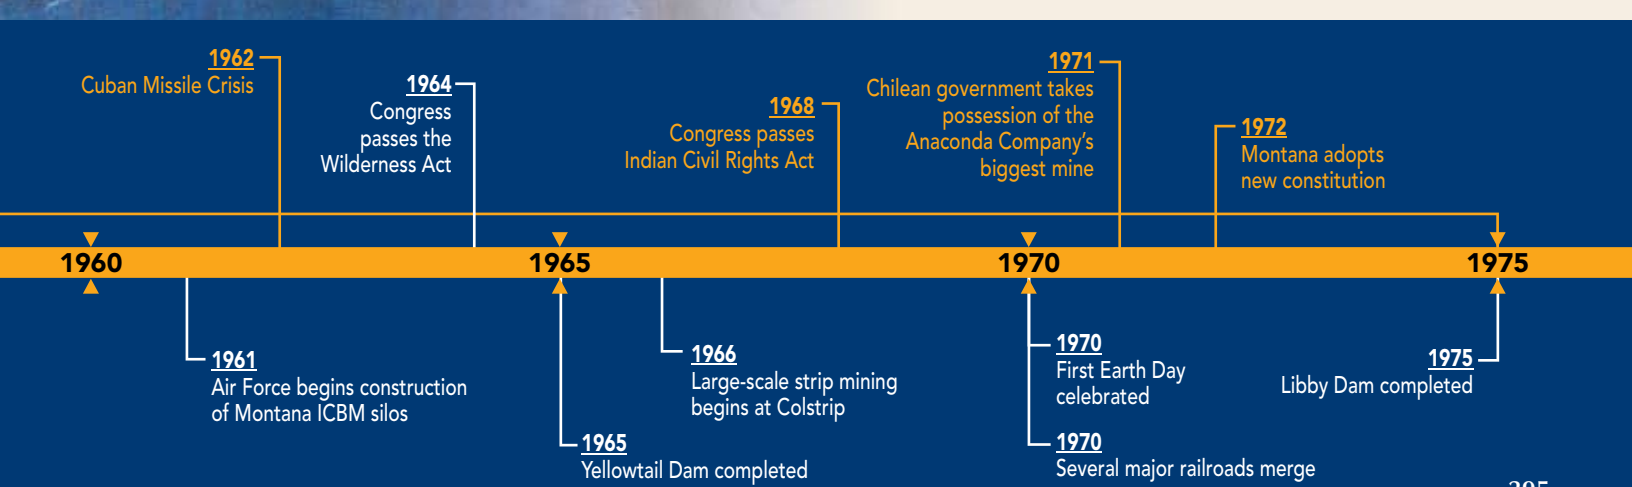 1962
Cuban Missile Crisis
1964
Congress
passes the
Wilderness Act
1968
Congress passes
Indian Civil Rights Act
1971
Chilean government takes
possession of the
Anaconda Company’s
biggest mine
1972
Montana adopts
new constitution
1960
1965
1970
1975
1961
Air Force begins construction
of Montana ICBM silos
1965
Yellowtail Dam completed
1966
Large-scale strip mining
begins at Colstrip
1970
First Earth Day
celebrated
1970
Several major railroads merge
1975
Libby Dam completed